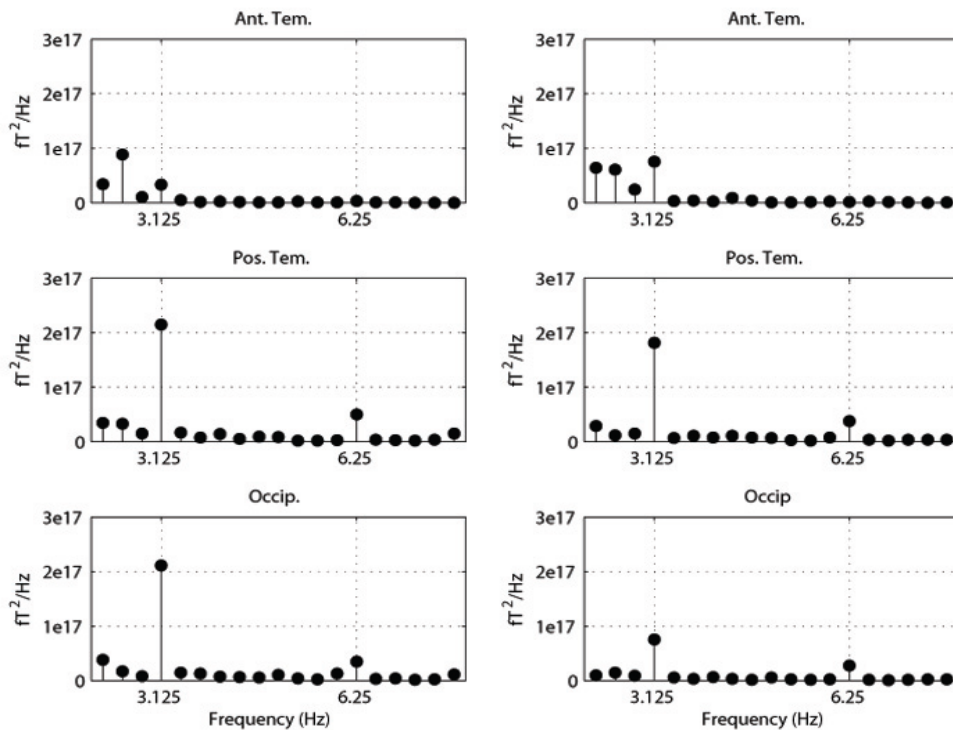 Ant. Tem.
3e17
2e17
1e17
0
fT²/Hz
3.125
6.25
Ant. Tem.
3e17
2e17
1e17
0
fT²/Hz
3.125
6.25
Pos. Tem.
3e17
2e17
1e17
0
fT²/Hz
3.125
6.25
Pos. Tem.
3e17
2e17
1e17
0
fT²/Hz
3.125
6.25
Occip.
3e17
2e17
1e17
0
fT²/Hz
3.125
6.25
Frequency (Hz)
Occip
3e17
2e17
1e17
0
fT²/Hz
3.125
6.25
Frequency (Hz)